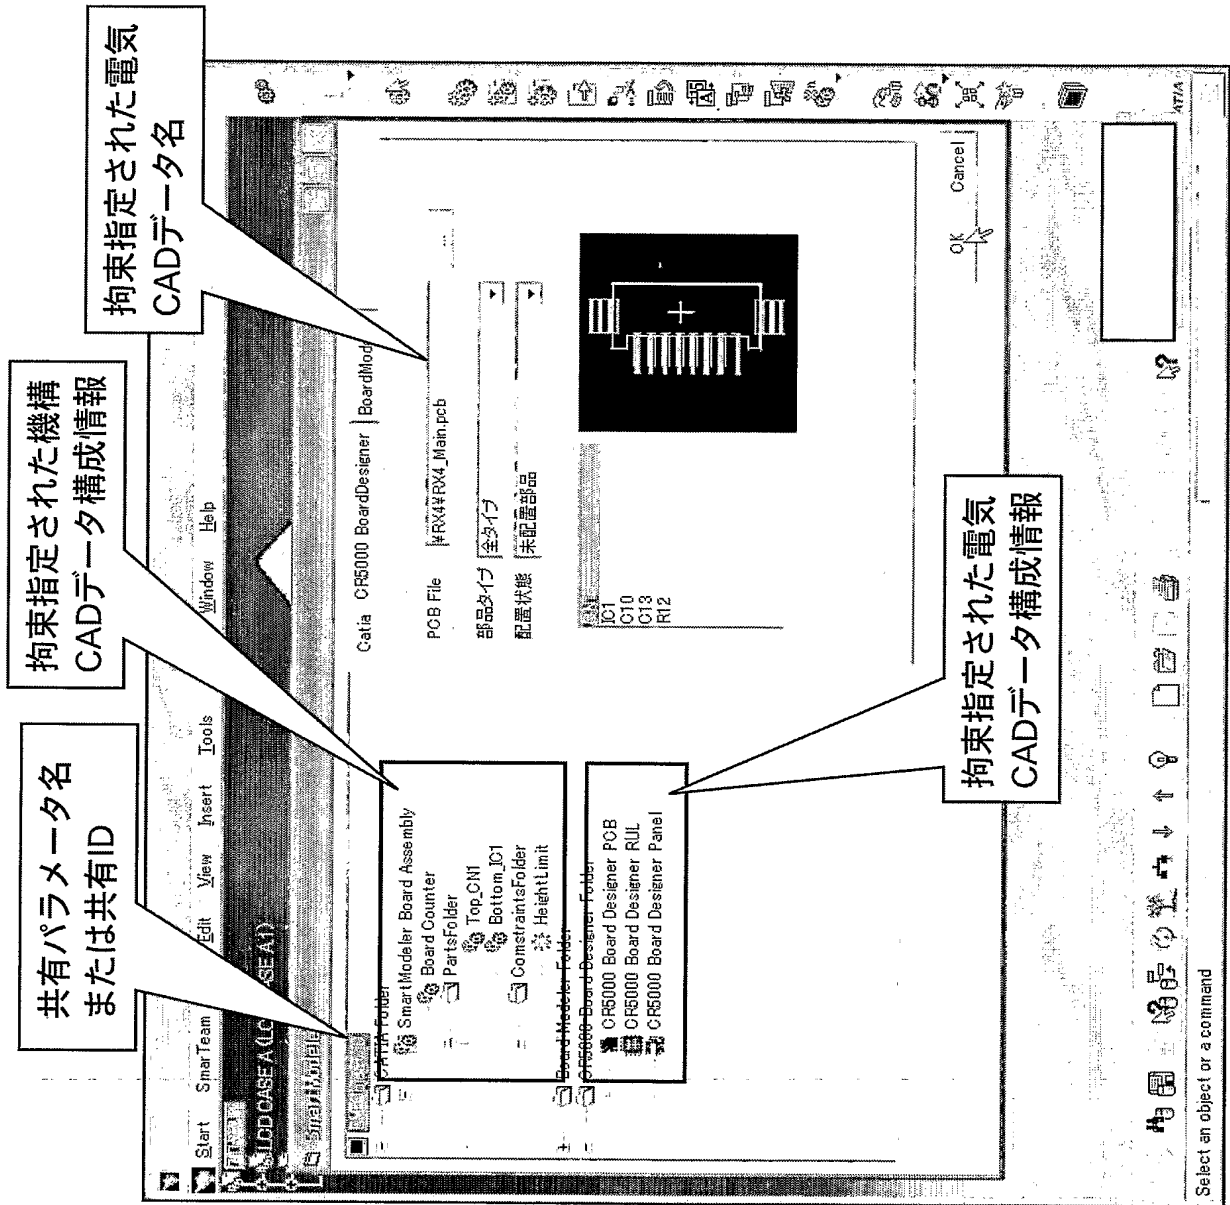 共有パラメータ名
または共有ID
拘束指定された機構
CADデータ構成情報
拘束指定された電気
CADデータ名
Start
SmarTeam
Edit
View
Insert
Tools
Window
Help
CATIA Folder
SmartModeler Board Assembly
Board Counter
PartsFolder
Top_CN1
Bottom_IC1
ComstraintsFolder
HeightLimit
Board Modeler Folder
CR5000 Board Designer Folder
CR5000 Board Designer PCB
CR5000 Board Designer RUL
CR5000 Board Designer Panel
Catia
CR5000 BoardDesigner
PCB File
¥RX4¥RX4_Main.pcb
部品タイプ
全タイプ
配置状態
未配置部品
IC1
C10
C13
R12
OK
Cancel
拘束指定された電気
CADデータ構成情報
ATIA
Select an object or a command